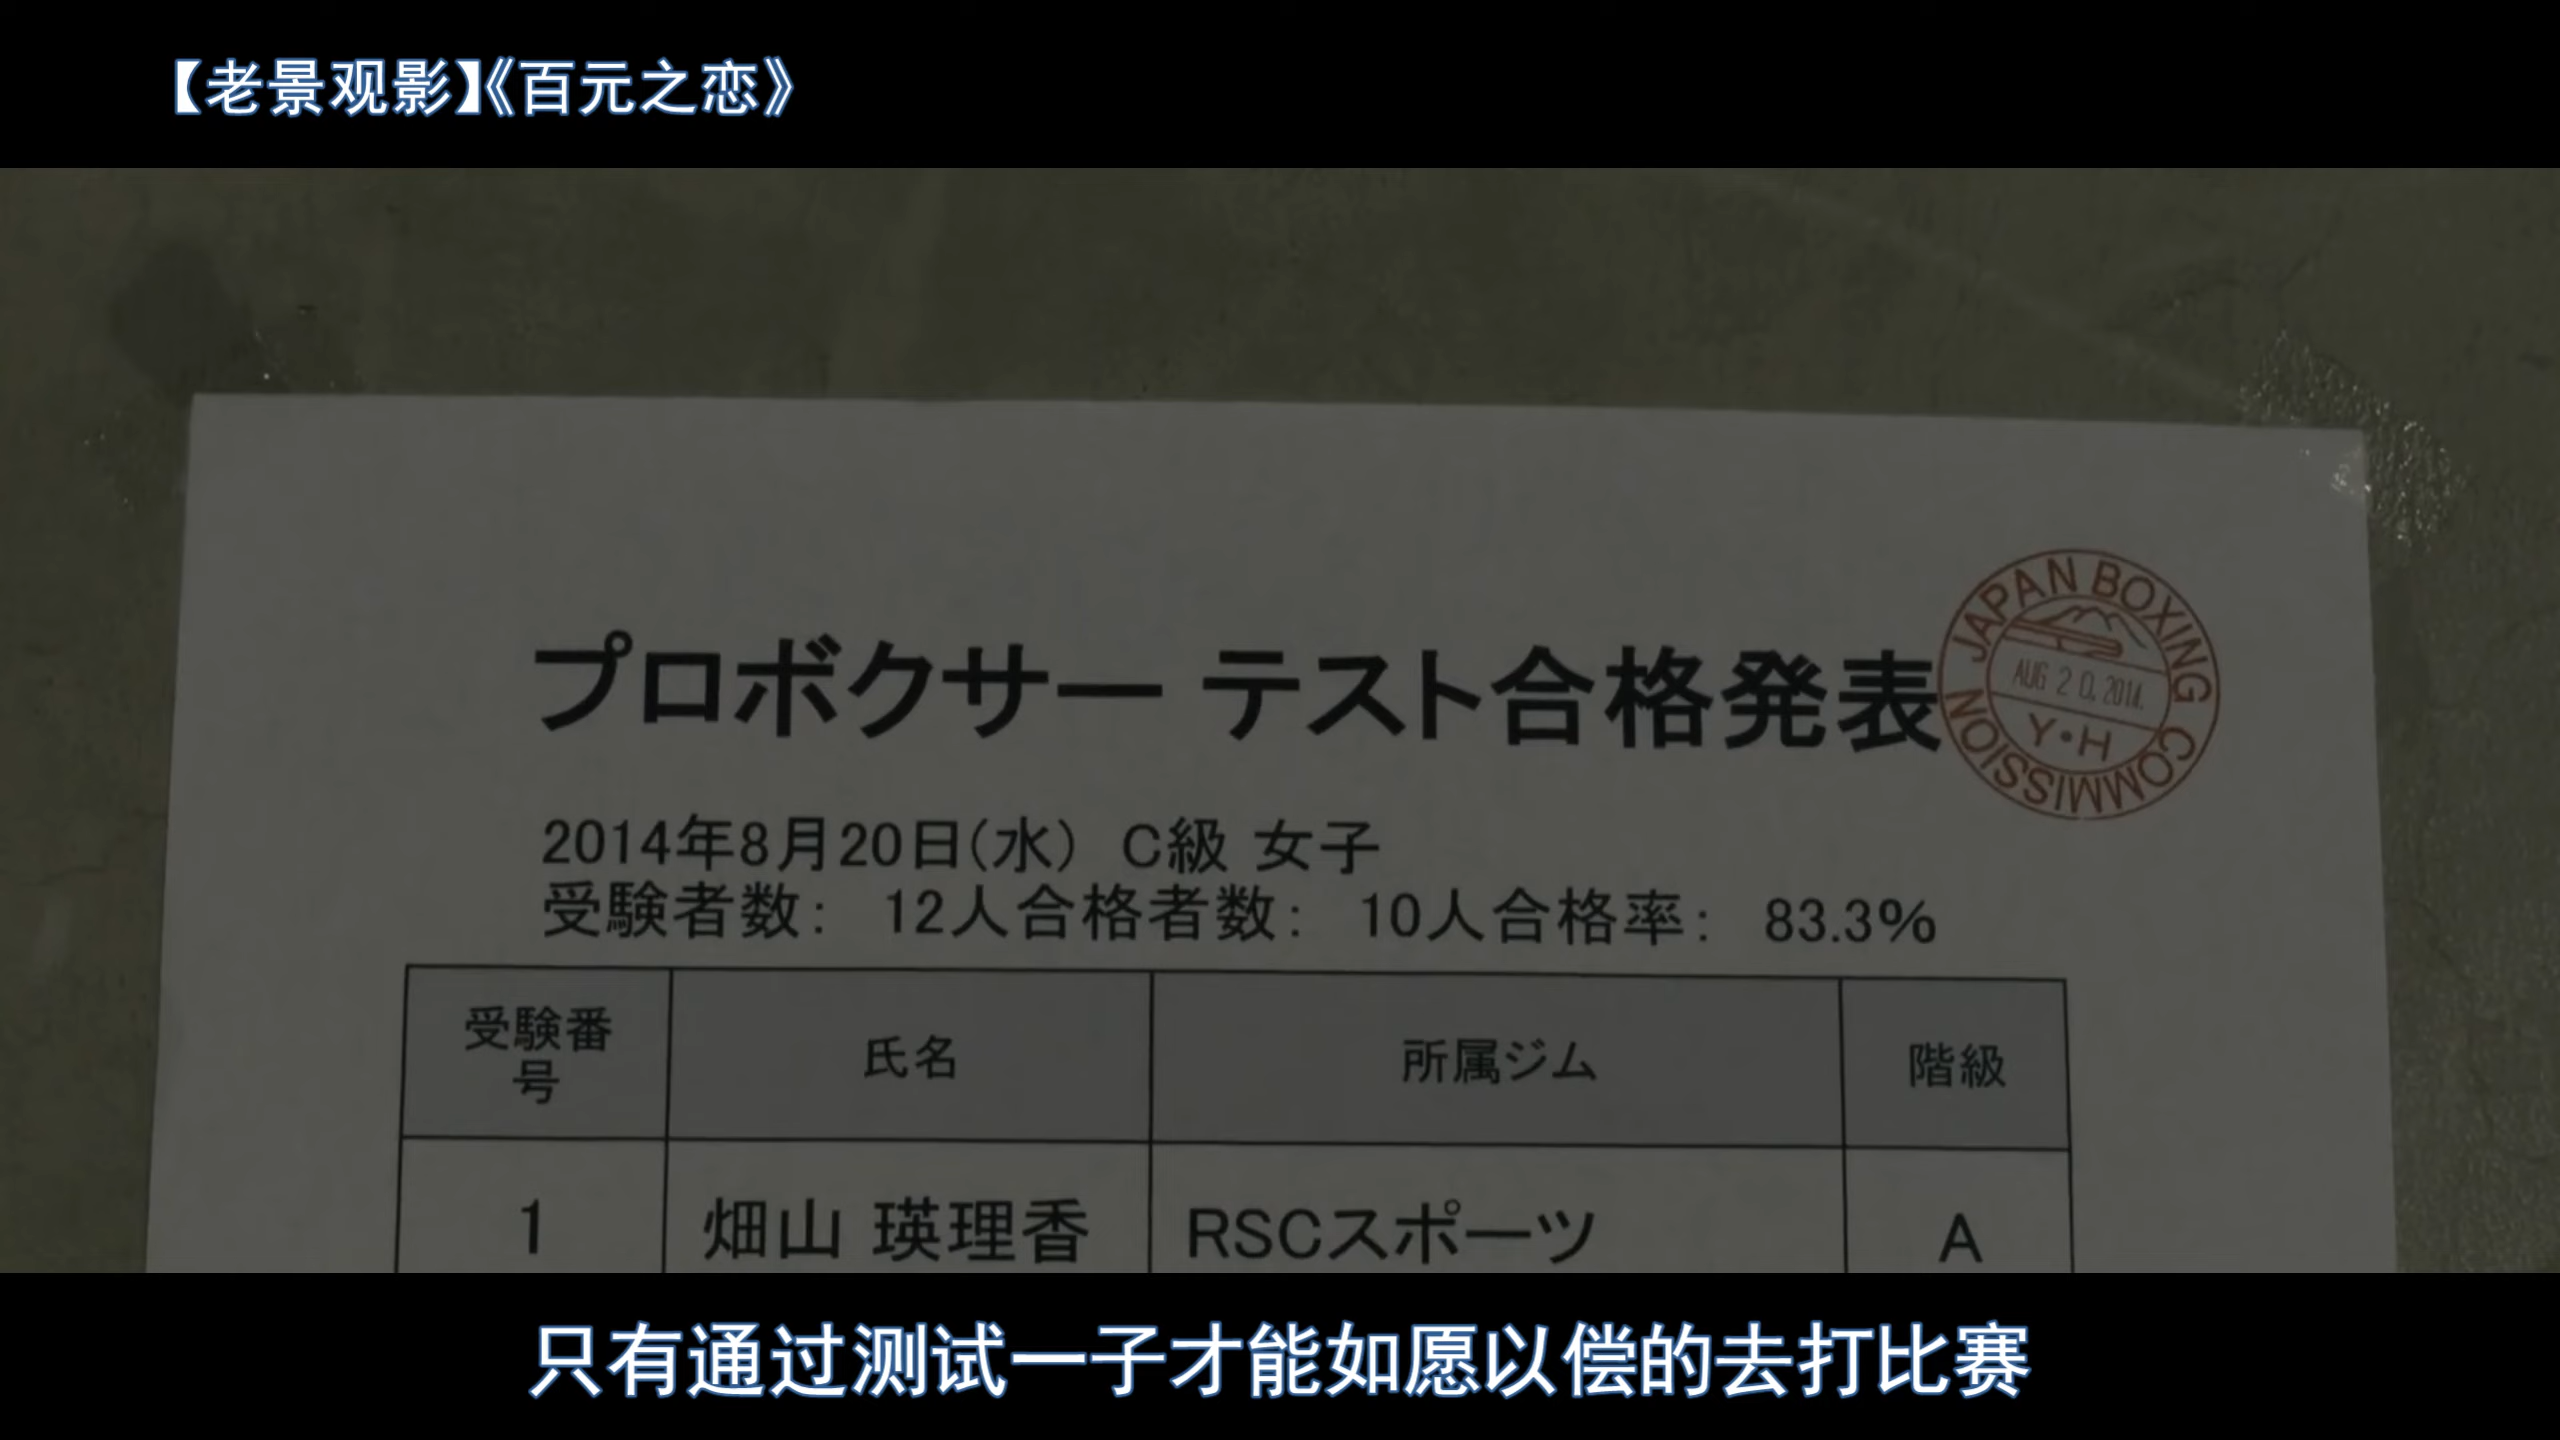 【老景观影】《百元之恋》
プロボクサー テスト合格発表
JAPAN BOXING COMMISSION
AUG 20, 2014.
Y・H
2014年8月20日(水) C級 女子
受験者数: 12人合格者数: 10人合格率: 83.3%
受験番号 氏名 所属ジム 階級
1 畑山 瑛理香 RSCスポーツ A
只有通过测试一子才能如愿以偿的去打比赛